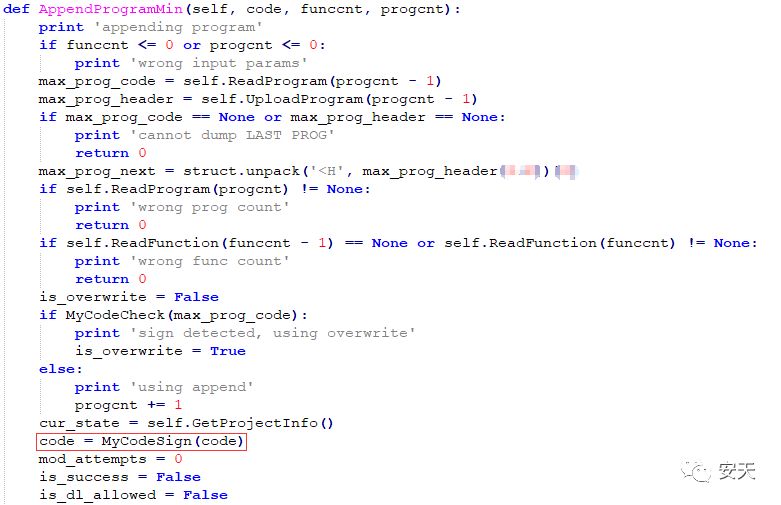 def AppendProgramMin(self, code, funccnt, progcnt):
    print 'appending program'
    if funccnt <= 0 or progcnt <= 0:
        print 'wrong input params'
    max_prog_code = self.ReadProgram(progcnt - 1)
    max_prog_header = self.UploadProgram(progcnt - 1)
    if max_prog_code == None or max_prog_header == None:
        print 'cannot dump LAST PROG'
        return 0
    max_prog_next = struct.unpack('<H', max_prog_header( )
    if self.ReadProgram(progcnt) != None:
        print 'wrong prog count'
        return 0
    if self.ReadFunction(funccnt - 1) == None or self.ReadFunction(funccnt) != None:
        print 'wrong func count'
        return 0
    is_overwrite = False
    if MyCodeCheck(max_prog_code):
        print 'sign detected, using overwrite'
        is_overwrite = True
    else:
        print 'using append'
        progcnt += 1
    cur_state = self.GetProjectInfo()
    code = MyCodeSign(code)
    mod_attempts = 0
    is_success = False
    is_dl_allowed = False
安天